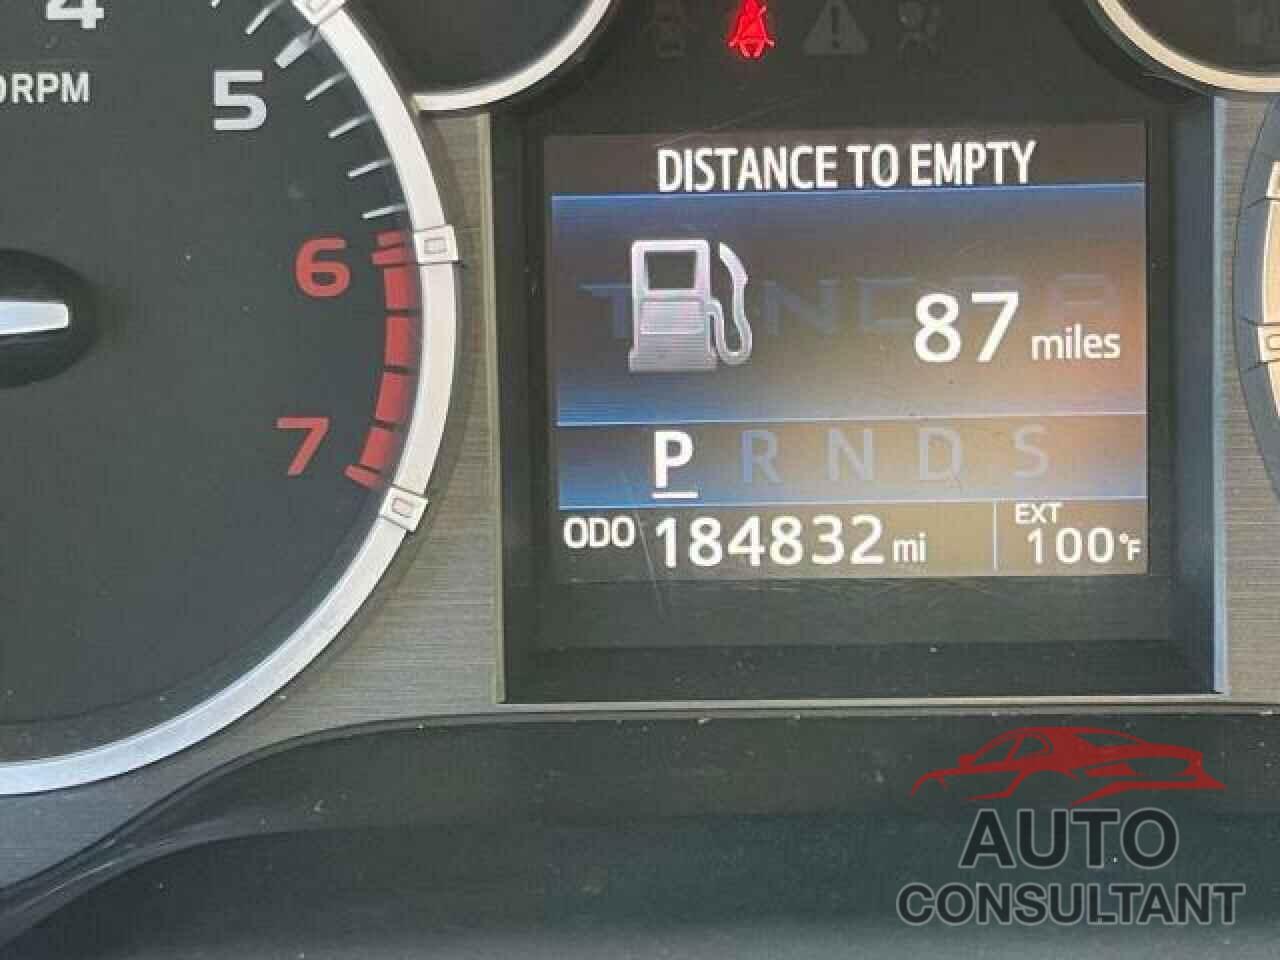 4
5
6
7
RPM
DISTANCE TO EMPTY
87 miles
P R N D S
ODO 184832 mi
EXT
100°F
AUTO
CONSULTANT